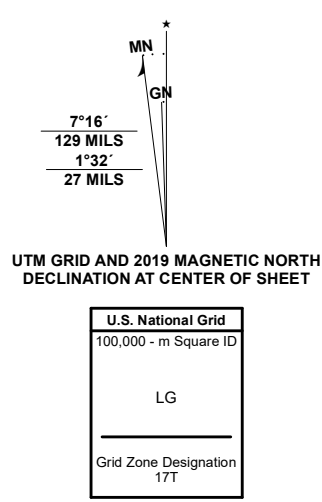 MN
GN
7°16´
129 MILS
1°32´
27 MILS
UTM GRID AND 2019 MAGNETIC NORTH
DECLINATION AT CENTER OF SHEET
U.S. National Grid
100,000 - m Square ID
LG
Grid Zone Designation
17T